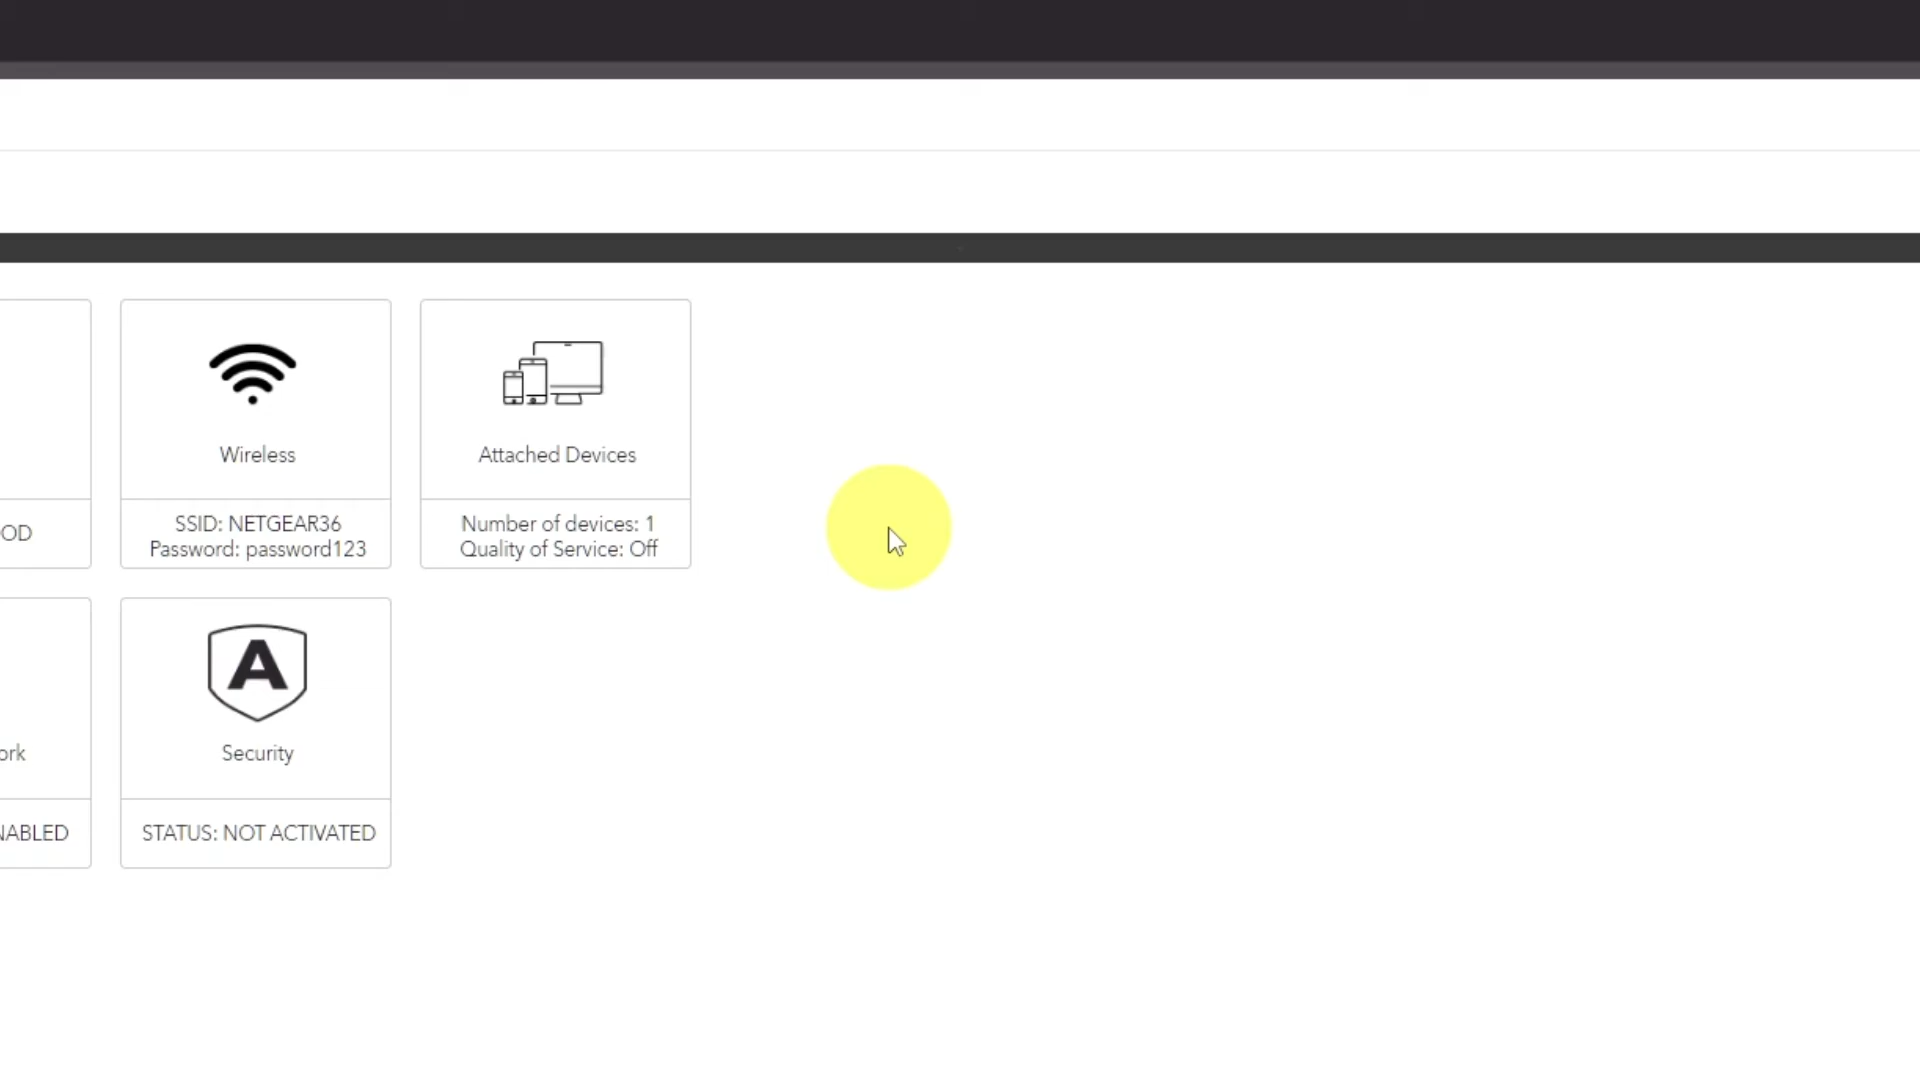 Wireless
Attached Devices
OD
SSID: NETGEAR36
Password: password123
Number of devices: 1
Quality of Service: Off
A
ork
Security
NABLED
STATUS: NOT ACTIVATED